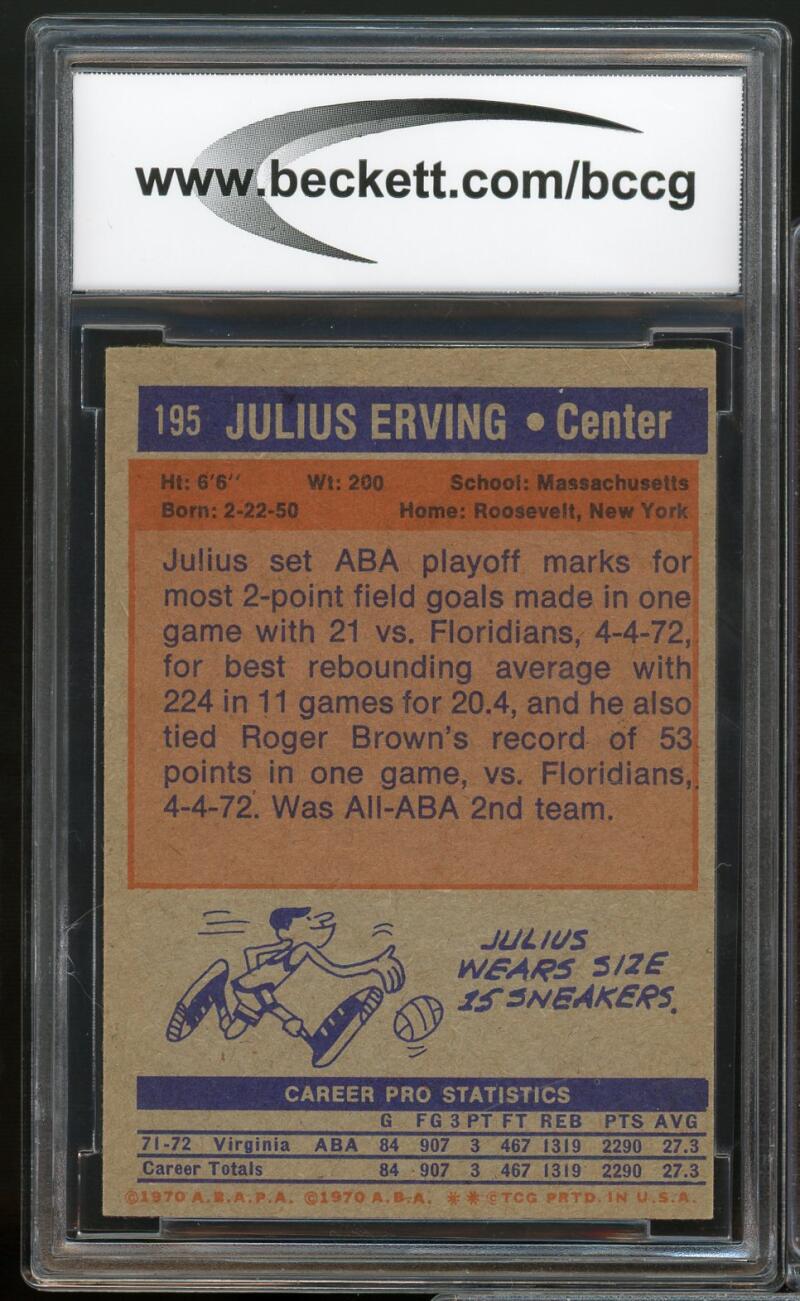 www.beckett.com/bccg
195 JULIUS ERVING • Center
Ht: 6'6" Wt: 200 School: Massachusetts
Born: 2-22-50 Home: Roosevelt, New York
Julius set ABA playoff marks for
most 2-point field goals made in one
game with 21 vs. Floridians, 4-4-72,
for best rebounding average with
224 in 11 games for 20.4, and he also
tied Roger Brown's record of 53
points in one game, vs. Floridians,
4-4-72. Was All-ABA 2nd team.
JULIUS
WEARS SIZE
15 SNEAKERS.
CAREER PRO STATISTICS
G FG 3 PT FT REB PTS AVG
71-72 Virginia ABA 84 907 3 467 1319 2290 27.3
Career Totals 84 907 3 467 1319 2290 27.3
©1970 A.B.A.P.A. ©1970 A.B.A. ** ©TCG PRTD. IN U.S.A.